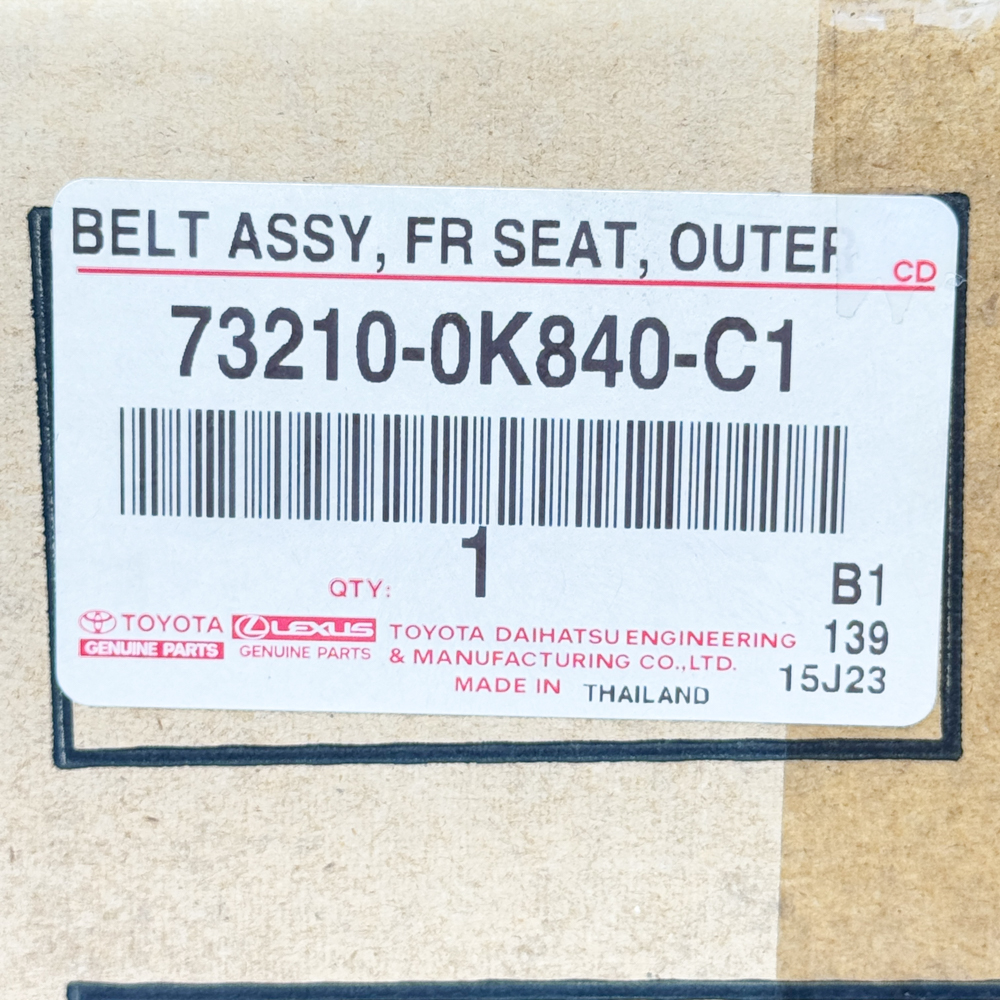 BELT ASSY, FR SEAT, OUTER
CD
73210-0K840-C1
QTY: 1
B1
TOYOTA
GENUINE PARTS
LEXUS
GENUINE PARTS
TOYOTA DAIHATSU ENGINEERING
& MANUFACTURING CO.,LTD.
139
MADE IN THAILAND
15J23